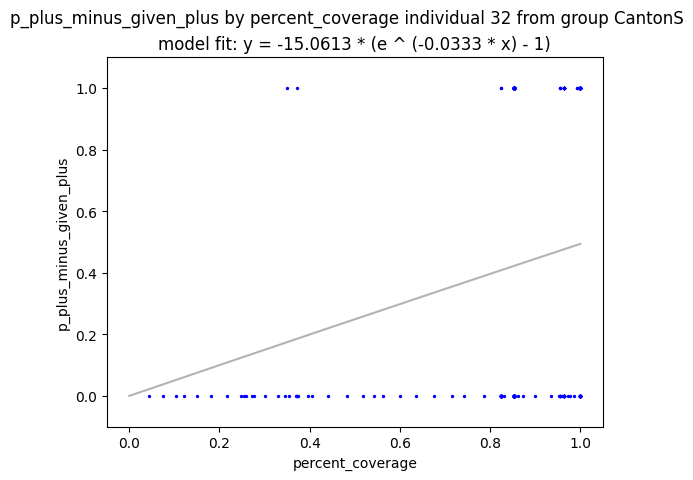 p_plus_minus_given_plus by percent_coverage individual 32 from group CantonS
model fit: y = -15.0613 * (e ^ (-0.0333 * x) - 1)
1.0
0.8
0.6
0.4
0.2
0.0
p_plus_minus_given_plus
0.0 0.2 0.4 0.6 0.8 1.0
percent_coverage